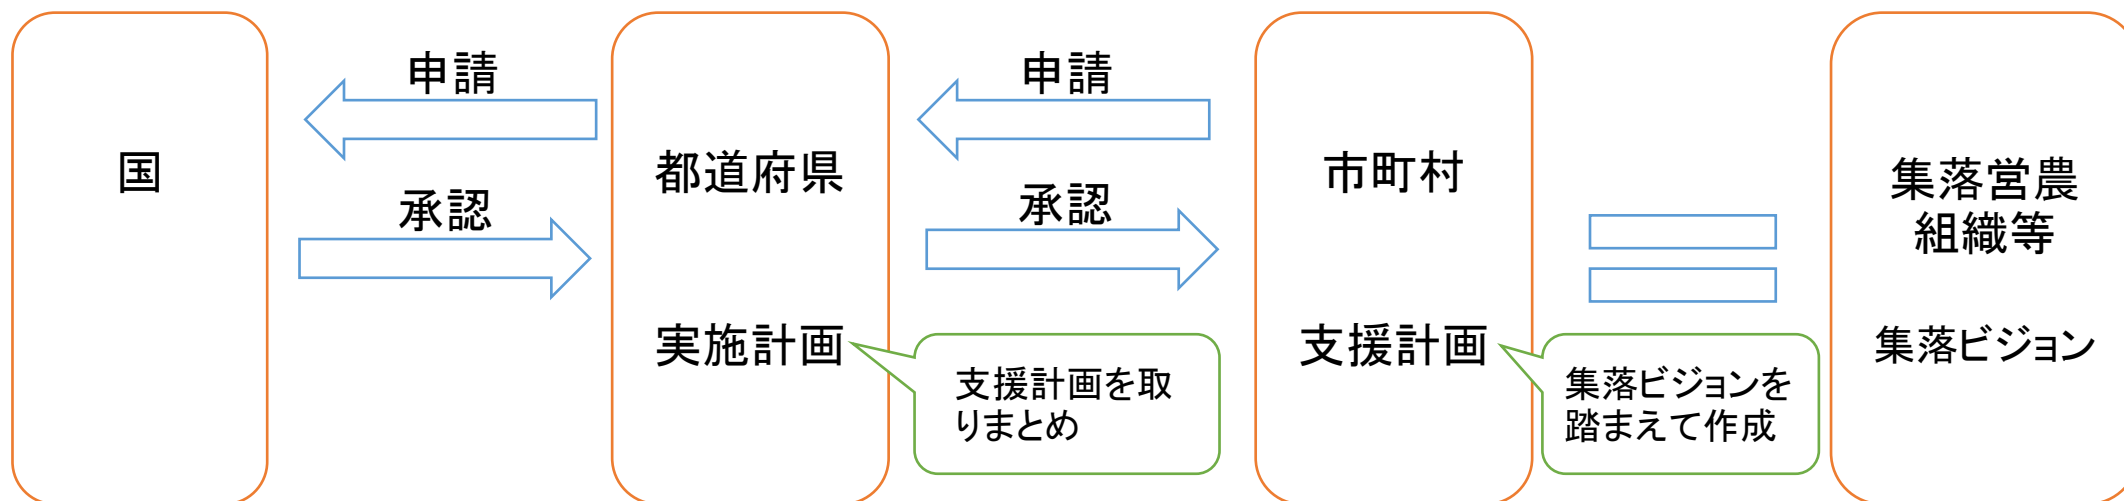 国
申請
承認
都道府県
実施計画
支援計画を取
りまとめ
申請
承認
市町村
支援計画
集落ビジョンを
踏まえて作成
集落営農
組織等
集落ビジョン